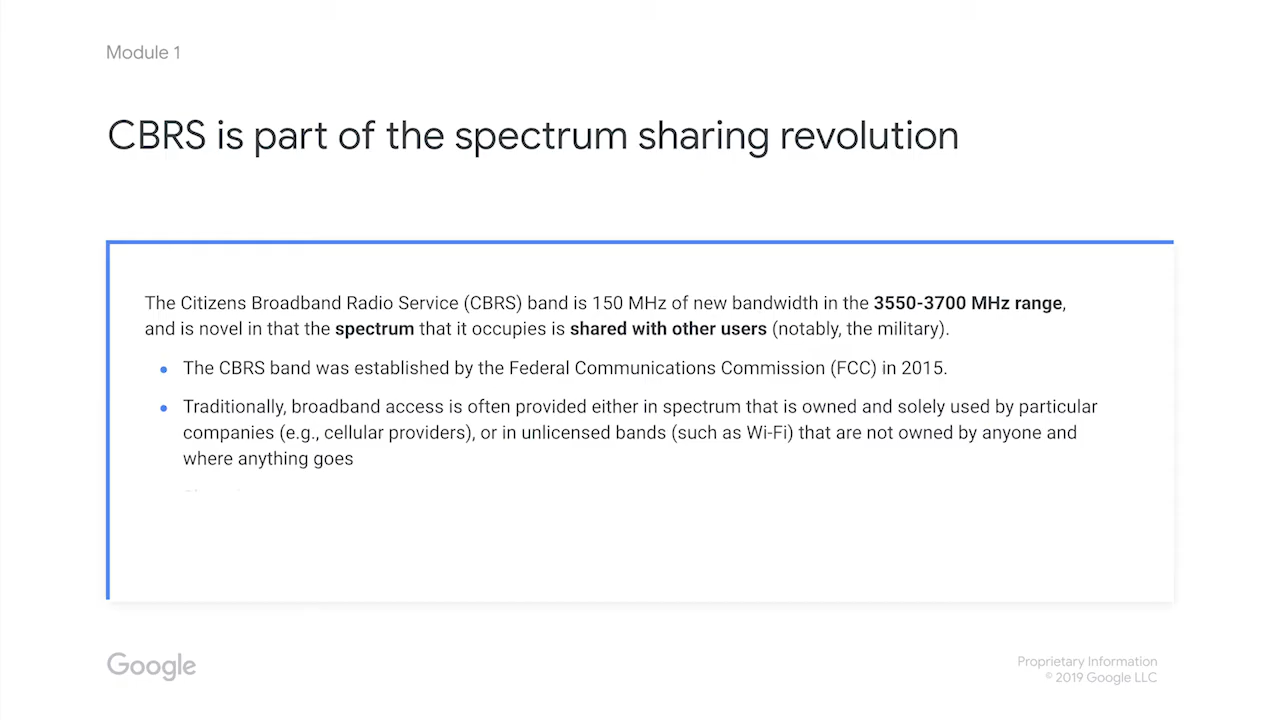 Module 1
CBRS is part of the spectrum sharing revolution
The Citizens Broadband Radio Service (CBRS) band is 150 MHz of new bandwidth in the 3550-3700 MHz range,
and is novel in that the spectrum that it occupies is shared with other users (notably, the military).
• The CBRS band was established by the Federal Communications Commission (FCC) in 2015.
• Traditionally, broadband access is often provided either in spectrum that is owned and solely used by particular
companies (e.g., cellular providers), or in unlicensed bands (such as Wi-Fi) that are not owned by anyone and
where anything goes
Google
Proprietary Information
© 2019 Google LLC